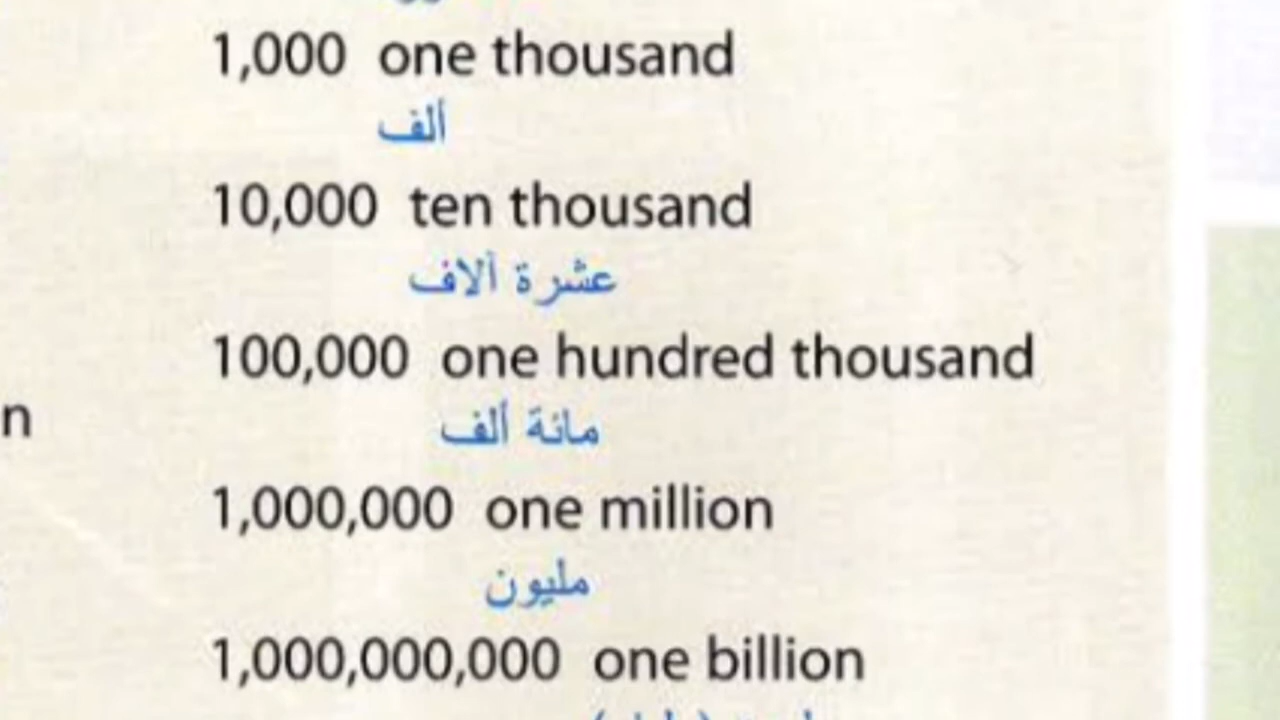 1,000 one thousand
ألف
10,000 ten thousand
عشرة ألاف
100,000 one hundred thousand
مائة ألف
n
1,000,000 one million
مليون
1,000,000,000 one billion